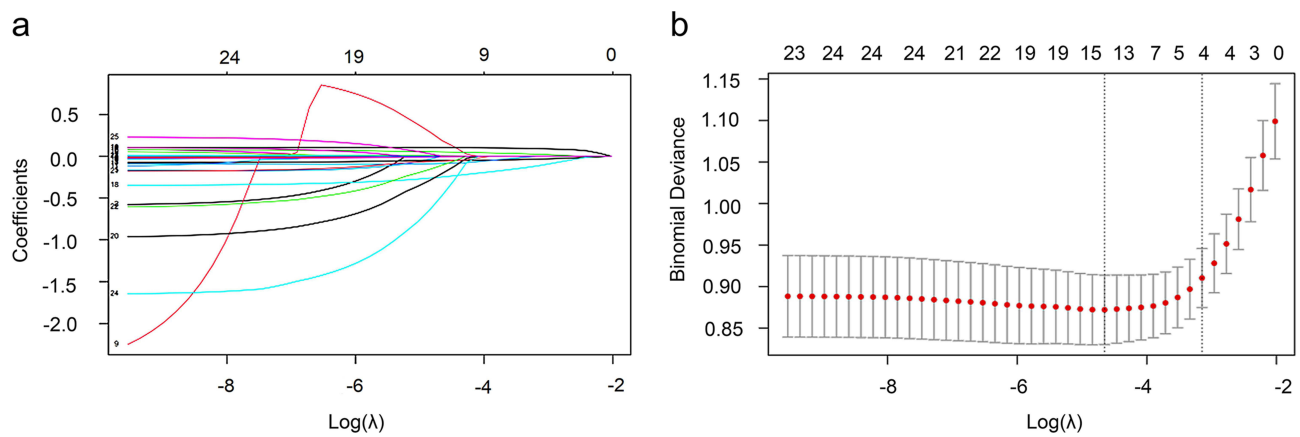 a
24 19 9 0
Coefficients
0.5
0.0
-0.5
-1.0
-1.5
-2.0
25
18
20
24
9
-8 -6 -4 -2
Log(λ)
b
23 24 24 24 21 22 19 19 15 13 7 5 4 4 3 0
Binomial Deviance
1.15
1.10
1.05
1.00
0.95
0.90
0.85
-8 -6 -4 -2
Log(λ)